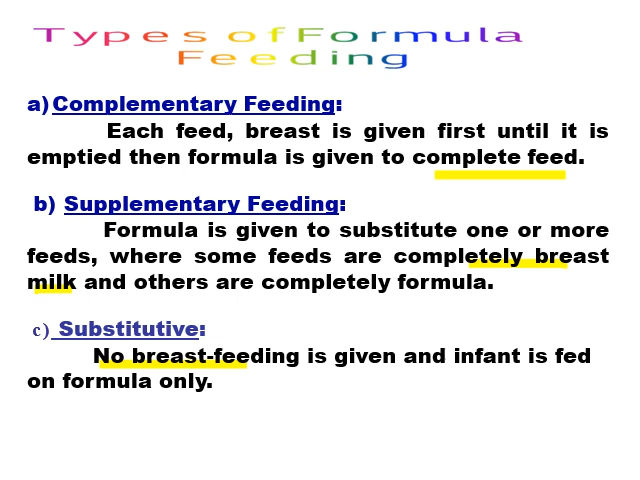 Types of Formula
Feeding
a) Complementary Feeding:
Each feed, breast is given first until it is
emptied then formula is given to complete feed.
b) Supplementary Feeding:
Formula is given to substitute one or more
feeds, where some feeds are completely breast
milk and others are completely formula.
c) Substitutive:
No breast-feeding is given and infant is fed
on formula only.